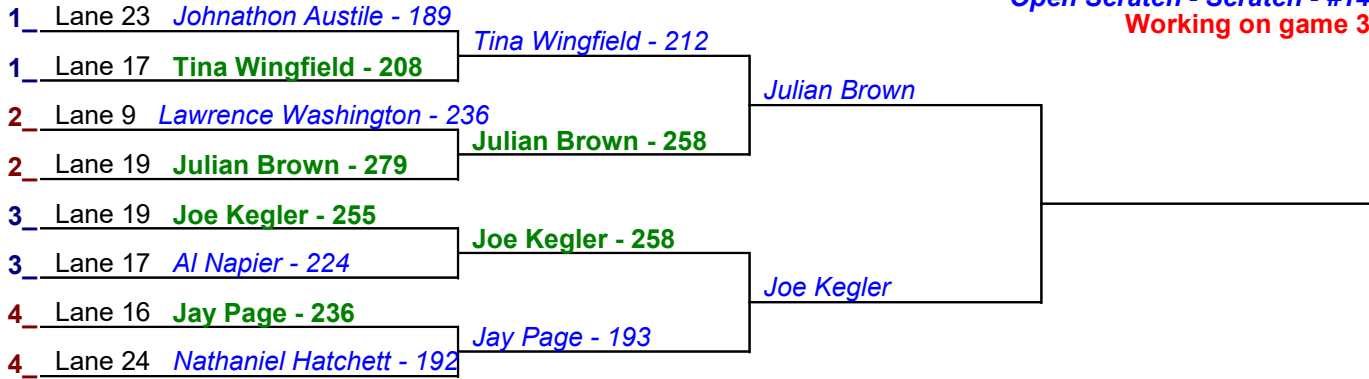 Open Scratch - Scratch - #14
Working on game 3
1_ Lane 23 Johnathon Austile - 189
Tina Wingfield - 212
1_ Lane 17 Tina Wingfield - 208
Julian Brown
2_ Lane 9 Lawrence Washington - 236
Julian Brown - 258
2_ Lane 19 Julian Brown - 279
3_ Lane 19 Joe Kegler - 255
Joe Kegler - 258
3_ Lane 17 Al Napier - 224
Joe Kegler
4_ Lane 16 Jay Page - 236
Jay Page - 193
4_ Lane 24 Nathaniel Hatchett - 192